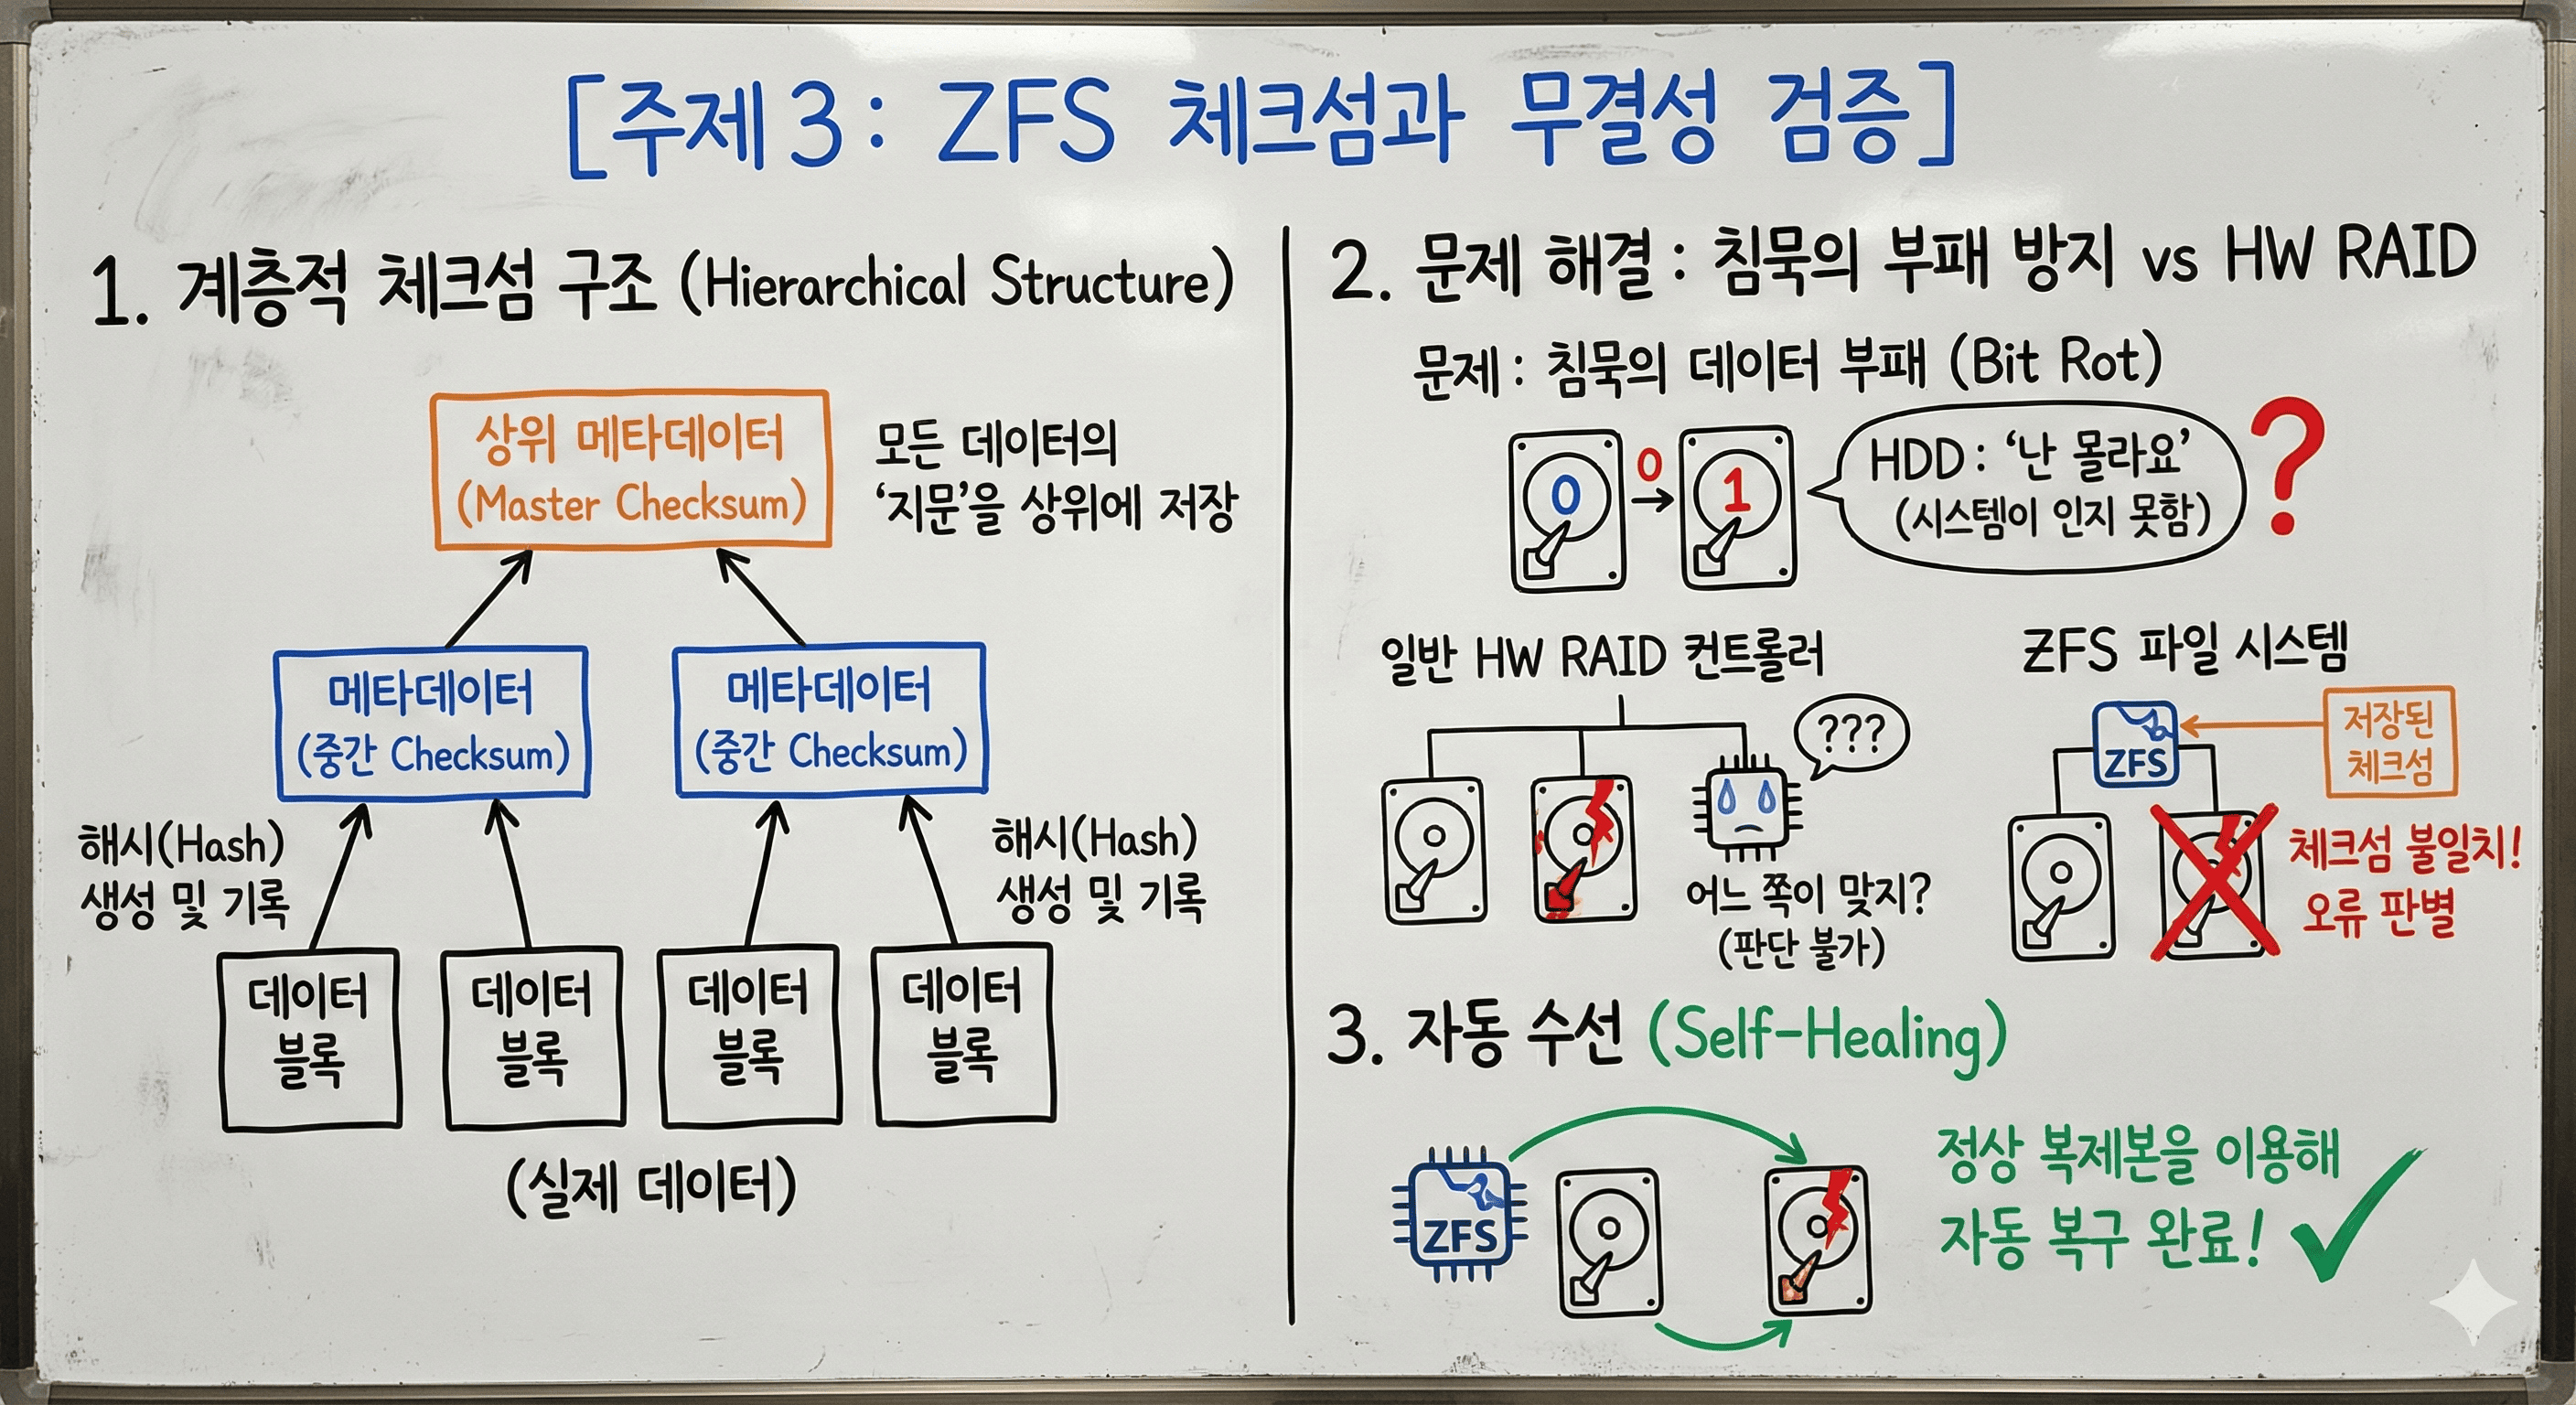 [주제 3 : ZFS 체크섬과 무결성 검증]
1. 계층적 체크섬 구조 (Hierarchical Structure)
상위 메타데이터
(Master Checksum)
모든 데이터의
‘지문’을 상위에 저장
메타데이터
(중간 Checksum)
메타데이터
(중간 Checksum)
해시(Hash)
생성 및 기록
해시(Hash)
생성 및 기록
데이터
블록
데이터
블록
데이터
블록
데이터
블록
(실제 데이터)
2. 문제 해결 : 침묵의 부패 방지 vs HW RAID
문제 : 침묵의 데이터 부패 (Bit Rot)
0
0
1
HDD : ‘난 몰라요’
(시스템이 인지 못함)
?
일반 HW RAID 컨트롤러
???
어느 쪽이 맞지?
(판단 불가)
ZFS 파일 시스템
ZFS
저장된
체크섬
체크섬 불일치!
오류 판별
3. 자동 수선 (Self-Healing)
ZFS
정상 복제본을 이용해
자동 복구 완료!